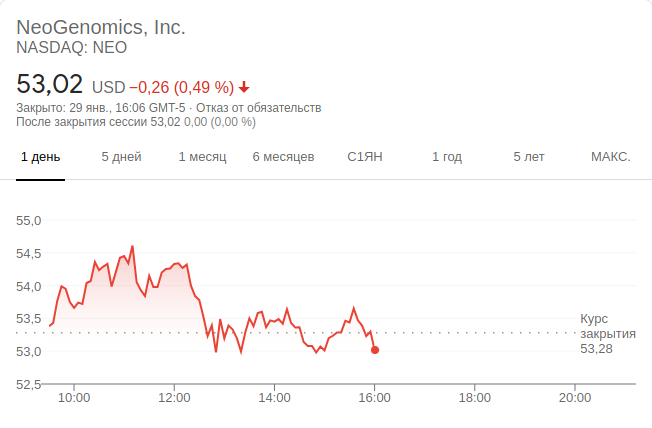 NeoGenomics, Inc.
NASDAQ: NEO
53,02 USD −0,26 (0,49 %)
Закрыто: 29 янв., 16:06 GMT-5 · Отказ от обязательств
После закрытия сессии 53,02 0,00 (0,00 %)
1 день 5 дней 1 месяц 6 месяцев С1ЯН 1 год 5 лет МАКС.
55,0
54,5
54,0
53,5
Курс
закрытия
53,28
53,0
52,5
10:00 12:00 14:00 16:00 18:00 20:00